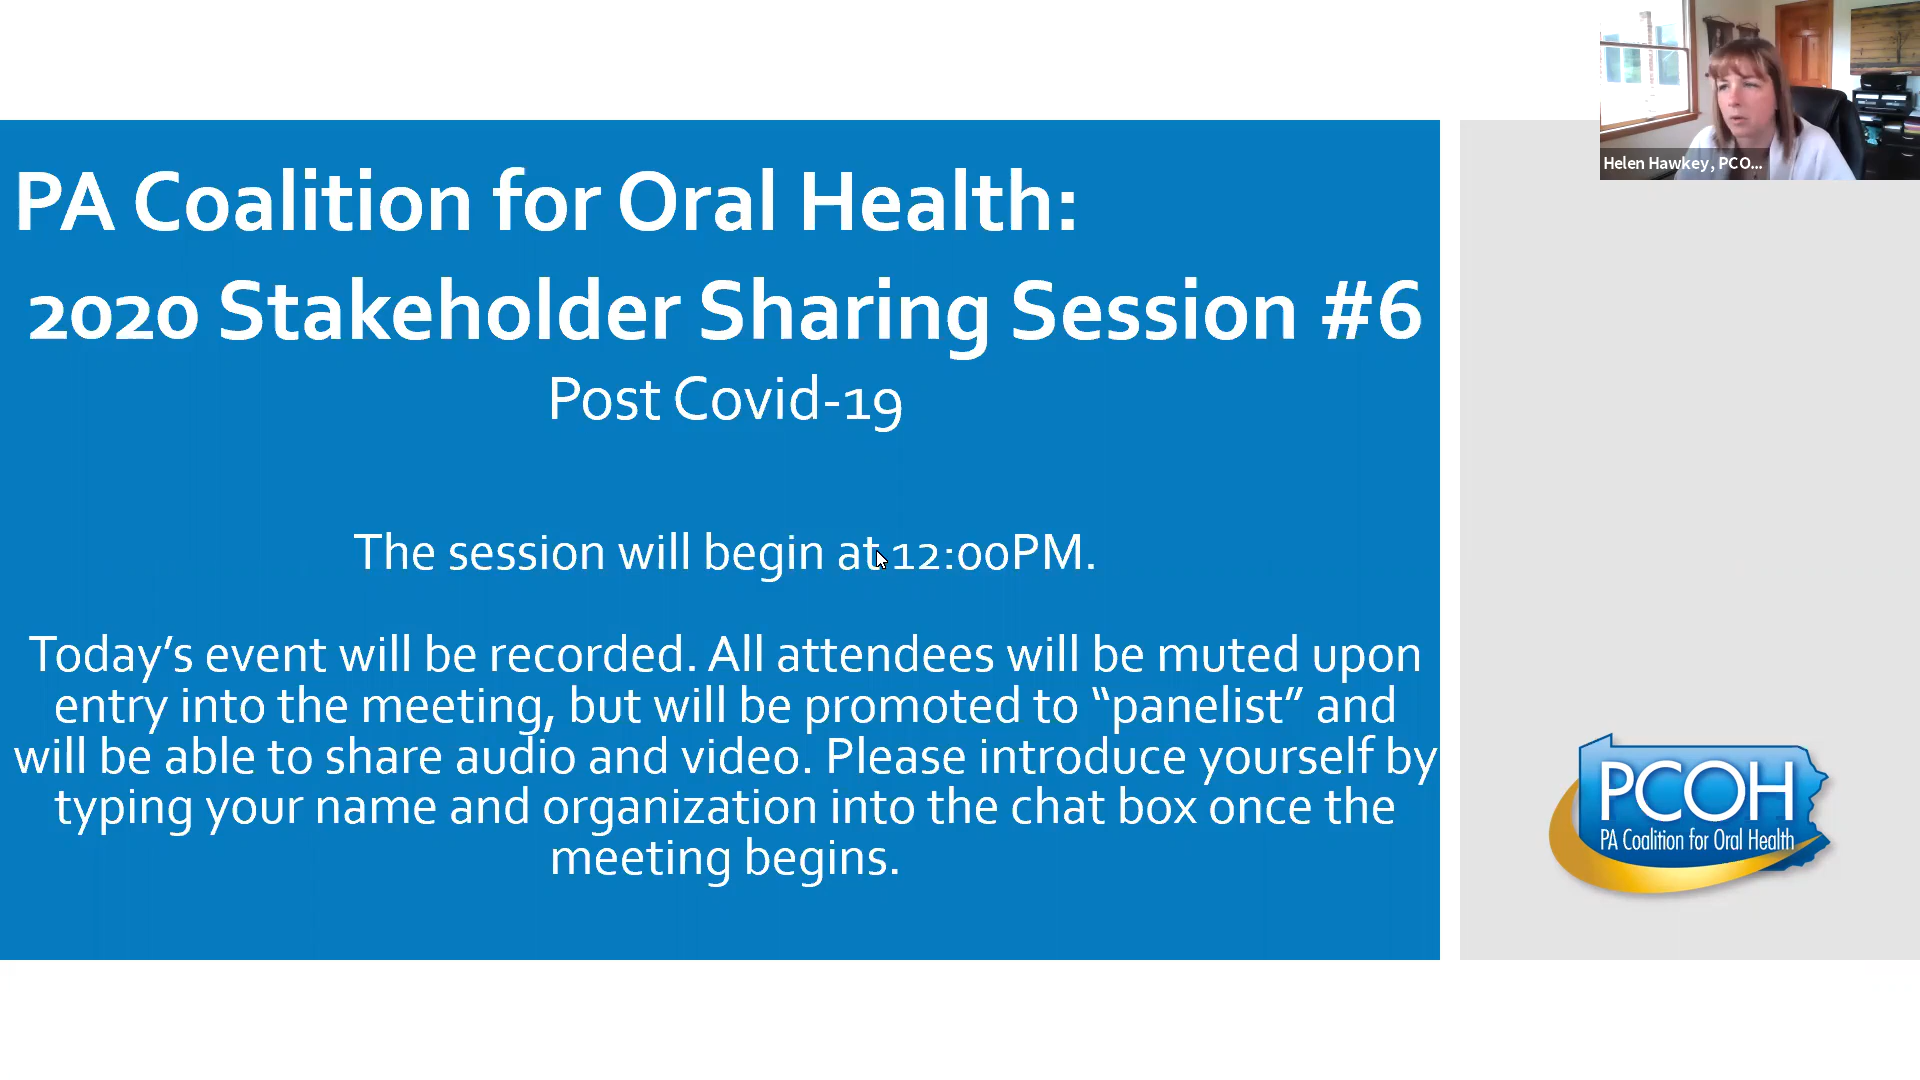 PA Coalition for Oral Health:
2020 Stakeholder Sharing Session #6
Post Covid-19
The session will begin at 12:00PM.
Today’s event will be recorded. All attendees will be muted upon
entry into the meeting, but will be promoted to “panelist” and
will be able to share audio and video. Please introduce yourself by
typing your name and organization into the chat box once the
meeting begins.
Helen Hawkey, PCO...
PCOH
PA Coalition for Oral Health